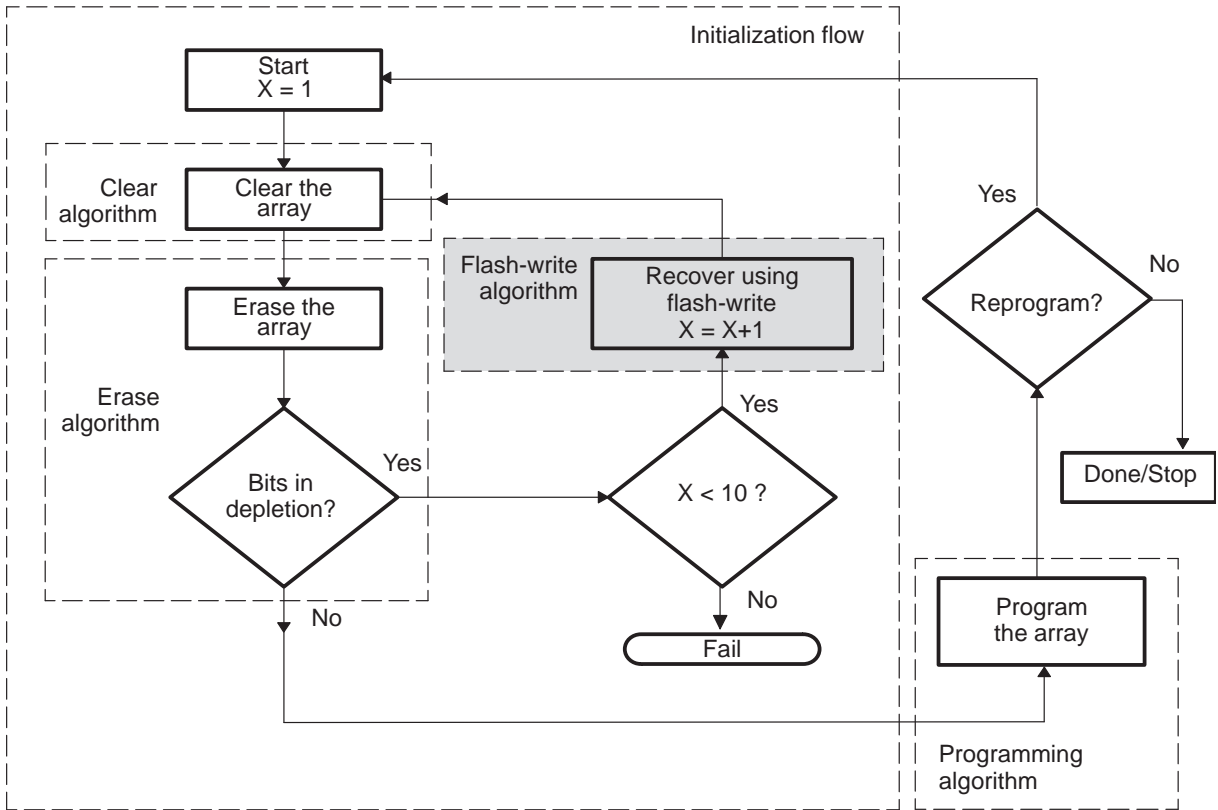 Initialization flow
Start
X = 1
Clear
algorithm
Clear the
array
Yes
Flash-write
algorithm
Recover using
flash-write
X = X+1
No
Erase the
array
Reprogram?
Erase
algorithm
Yes
Yes
Bits in
depletion?
X < 10 ?
Done/Stop
No
No
Program
the array
Fail
Programming
algorithm